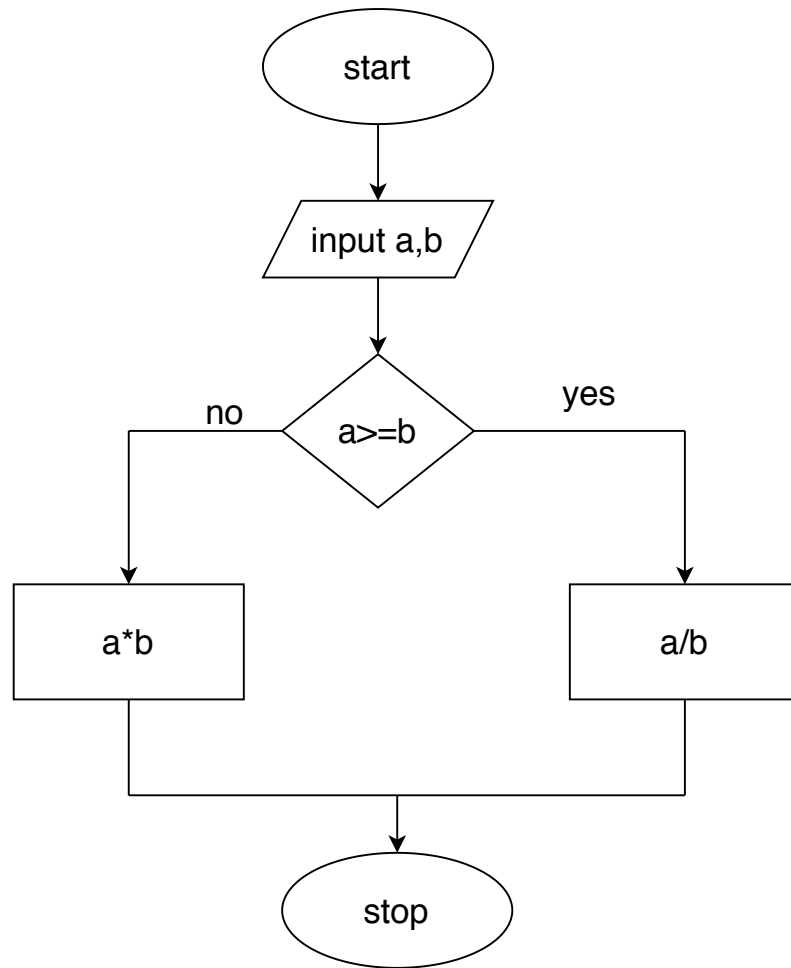 start
input a,b
a>=b
no
yes
a*b
a/b
stop